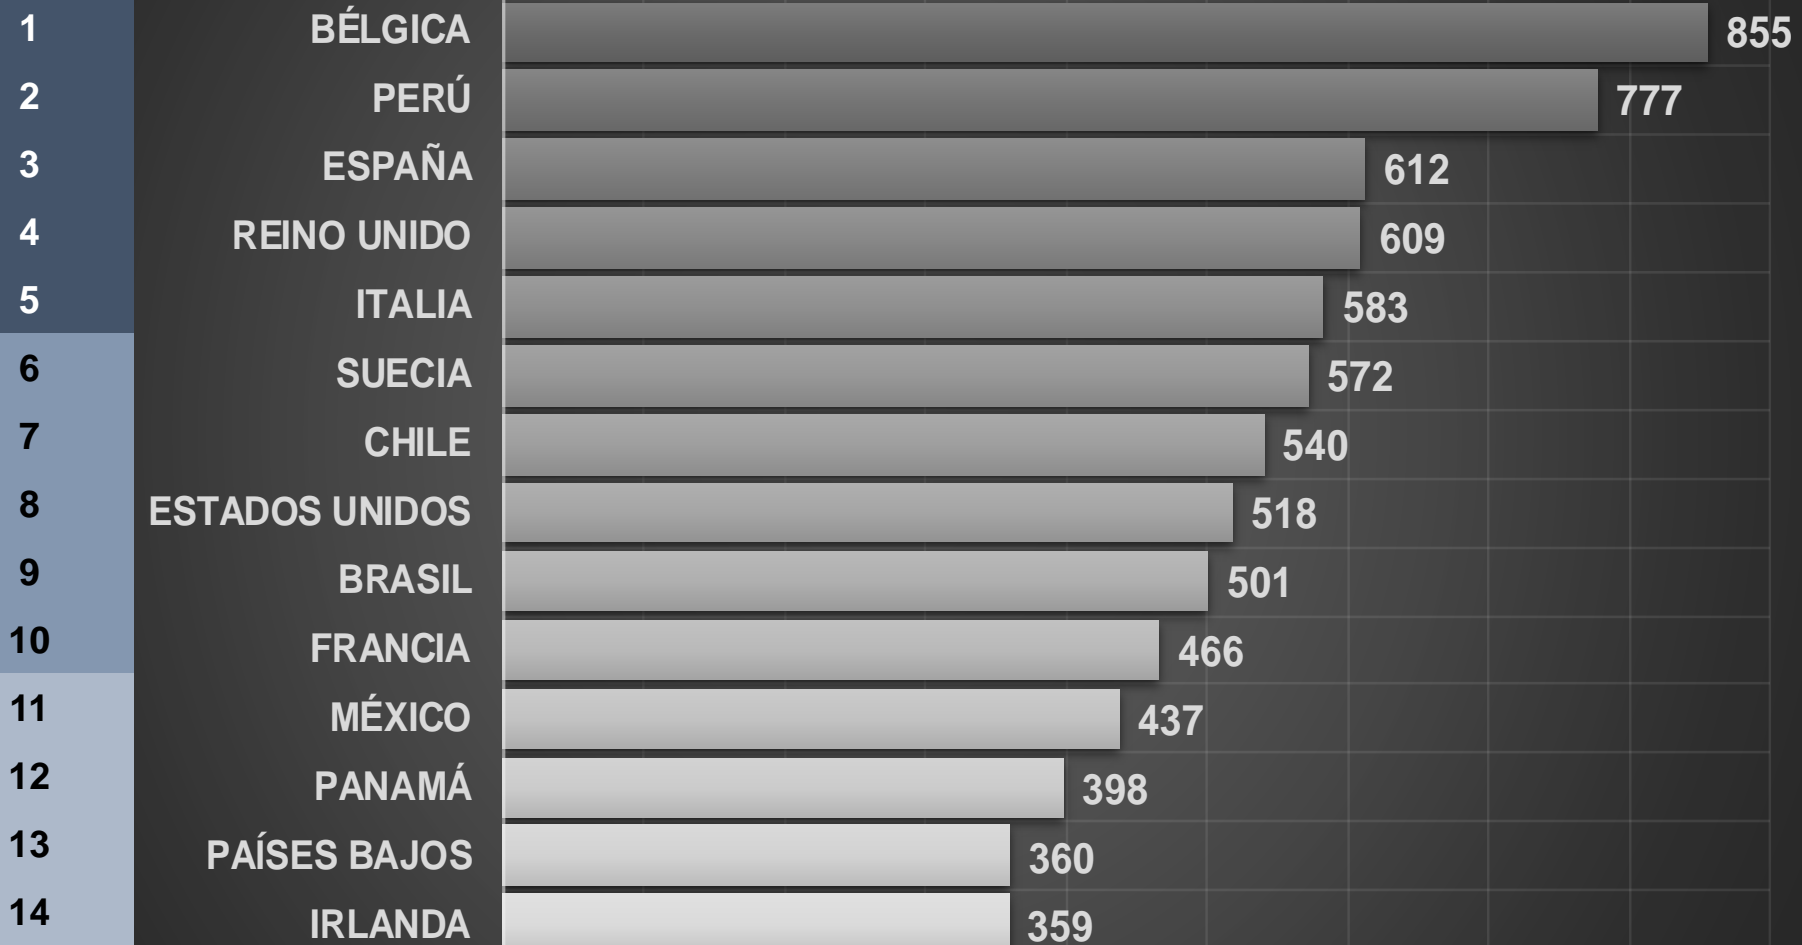 1 BÉLGICA 855
2 PERÚ 777
3 ESPAÑA 612
4 REINO UNIDO 609
5 ITALIA 583
6 SUECIA 572
7 CHILE 540
8 ESTADOS UNIDOS 518
9 BRASIL 501
10 FRANCIA 466
11 MÉXICO 437
12 PANAMÁ 398
13 PAÍSES BAJOS 360
14 IRLANDA 359